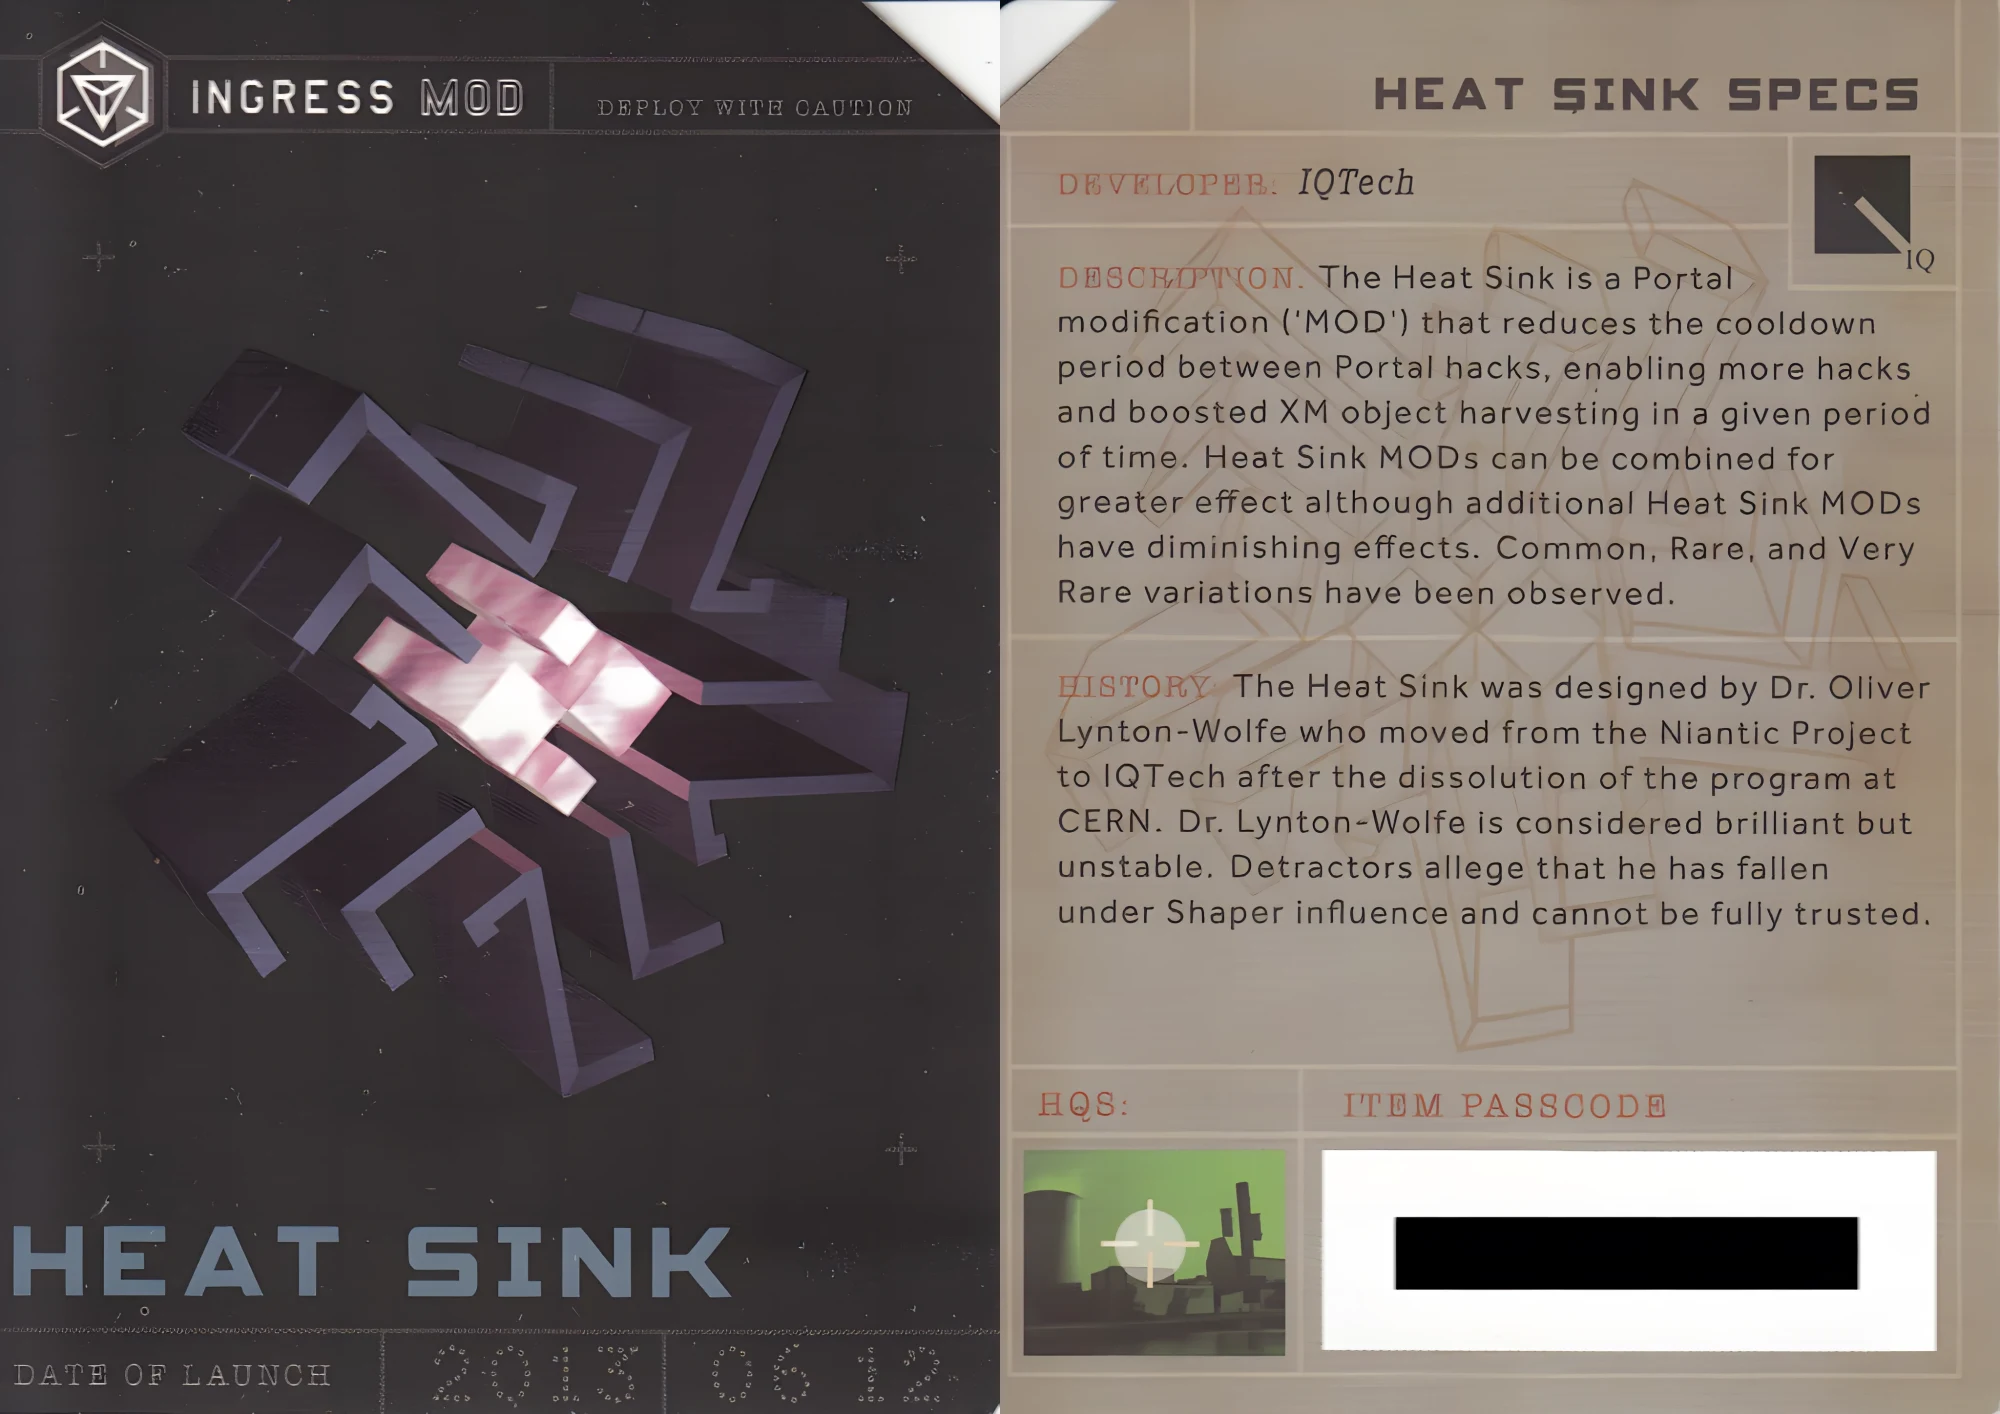 INGRESS MOD
DEPLOY WITH CAUTION
HEAT SINK
DATE OF LAUNCH
2013 06 12
HEAT SINK SPECS
DEVELOPER: IQTech
IQ
DESCRIPTION. The Heat Sink is a Portal
modification ('MOD') that reduces the cooldown
period between Portal hacks, enabling more hacks
and boosted XM object harvesting in a given period
of time. Heat Sink MODs can be combined for
greater effect although additional Heat Sink MODs
have diminishing effects. Common, Rare, and Very
Rare variations have been observed.
HISTORY: The Heat Sink was designed by Dr. Oliver
Lynton-Wolfe who moved from the Niantic Project
to IQTech after the dissolution of the program at
CERN. Dr. Lynton-Wolfe is considered brilliant but
unstable. Detractors allege that he has fallen
under Shaper influence and cannot be fully trusted.
HQS:
ITEM PASSCODE